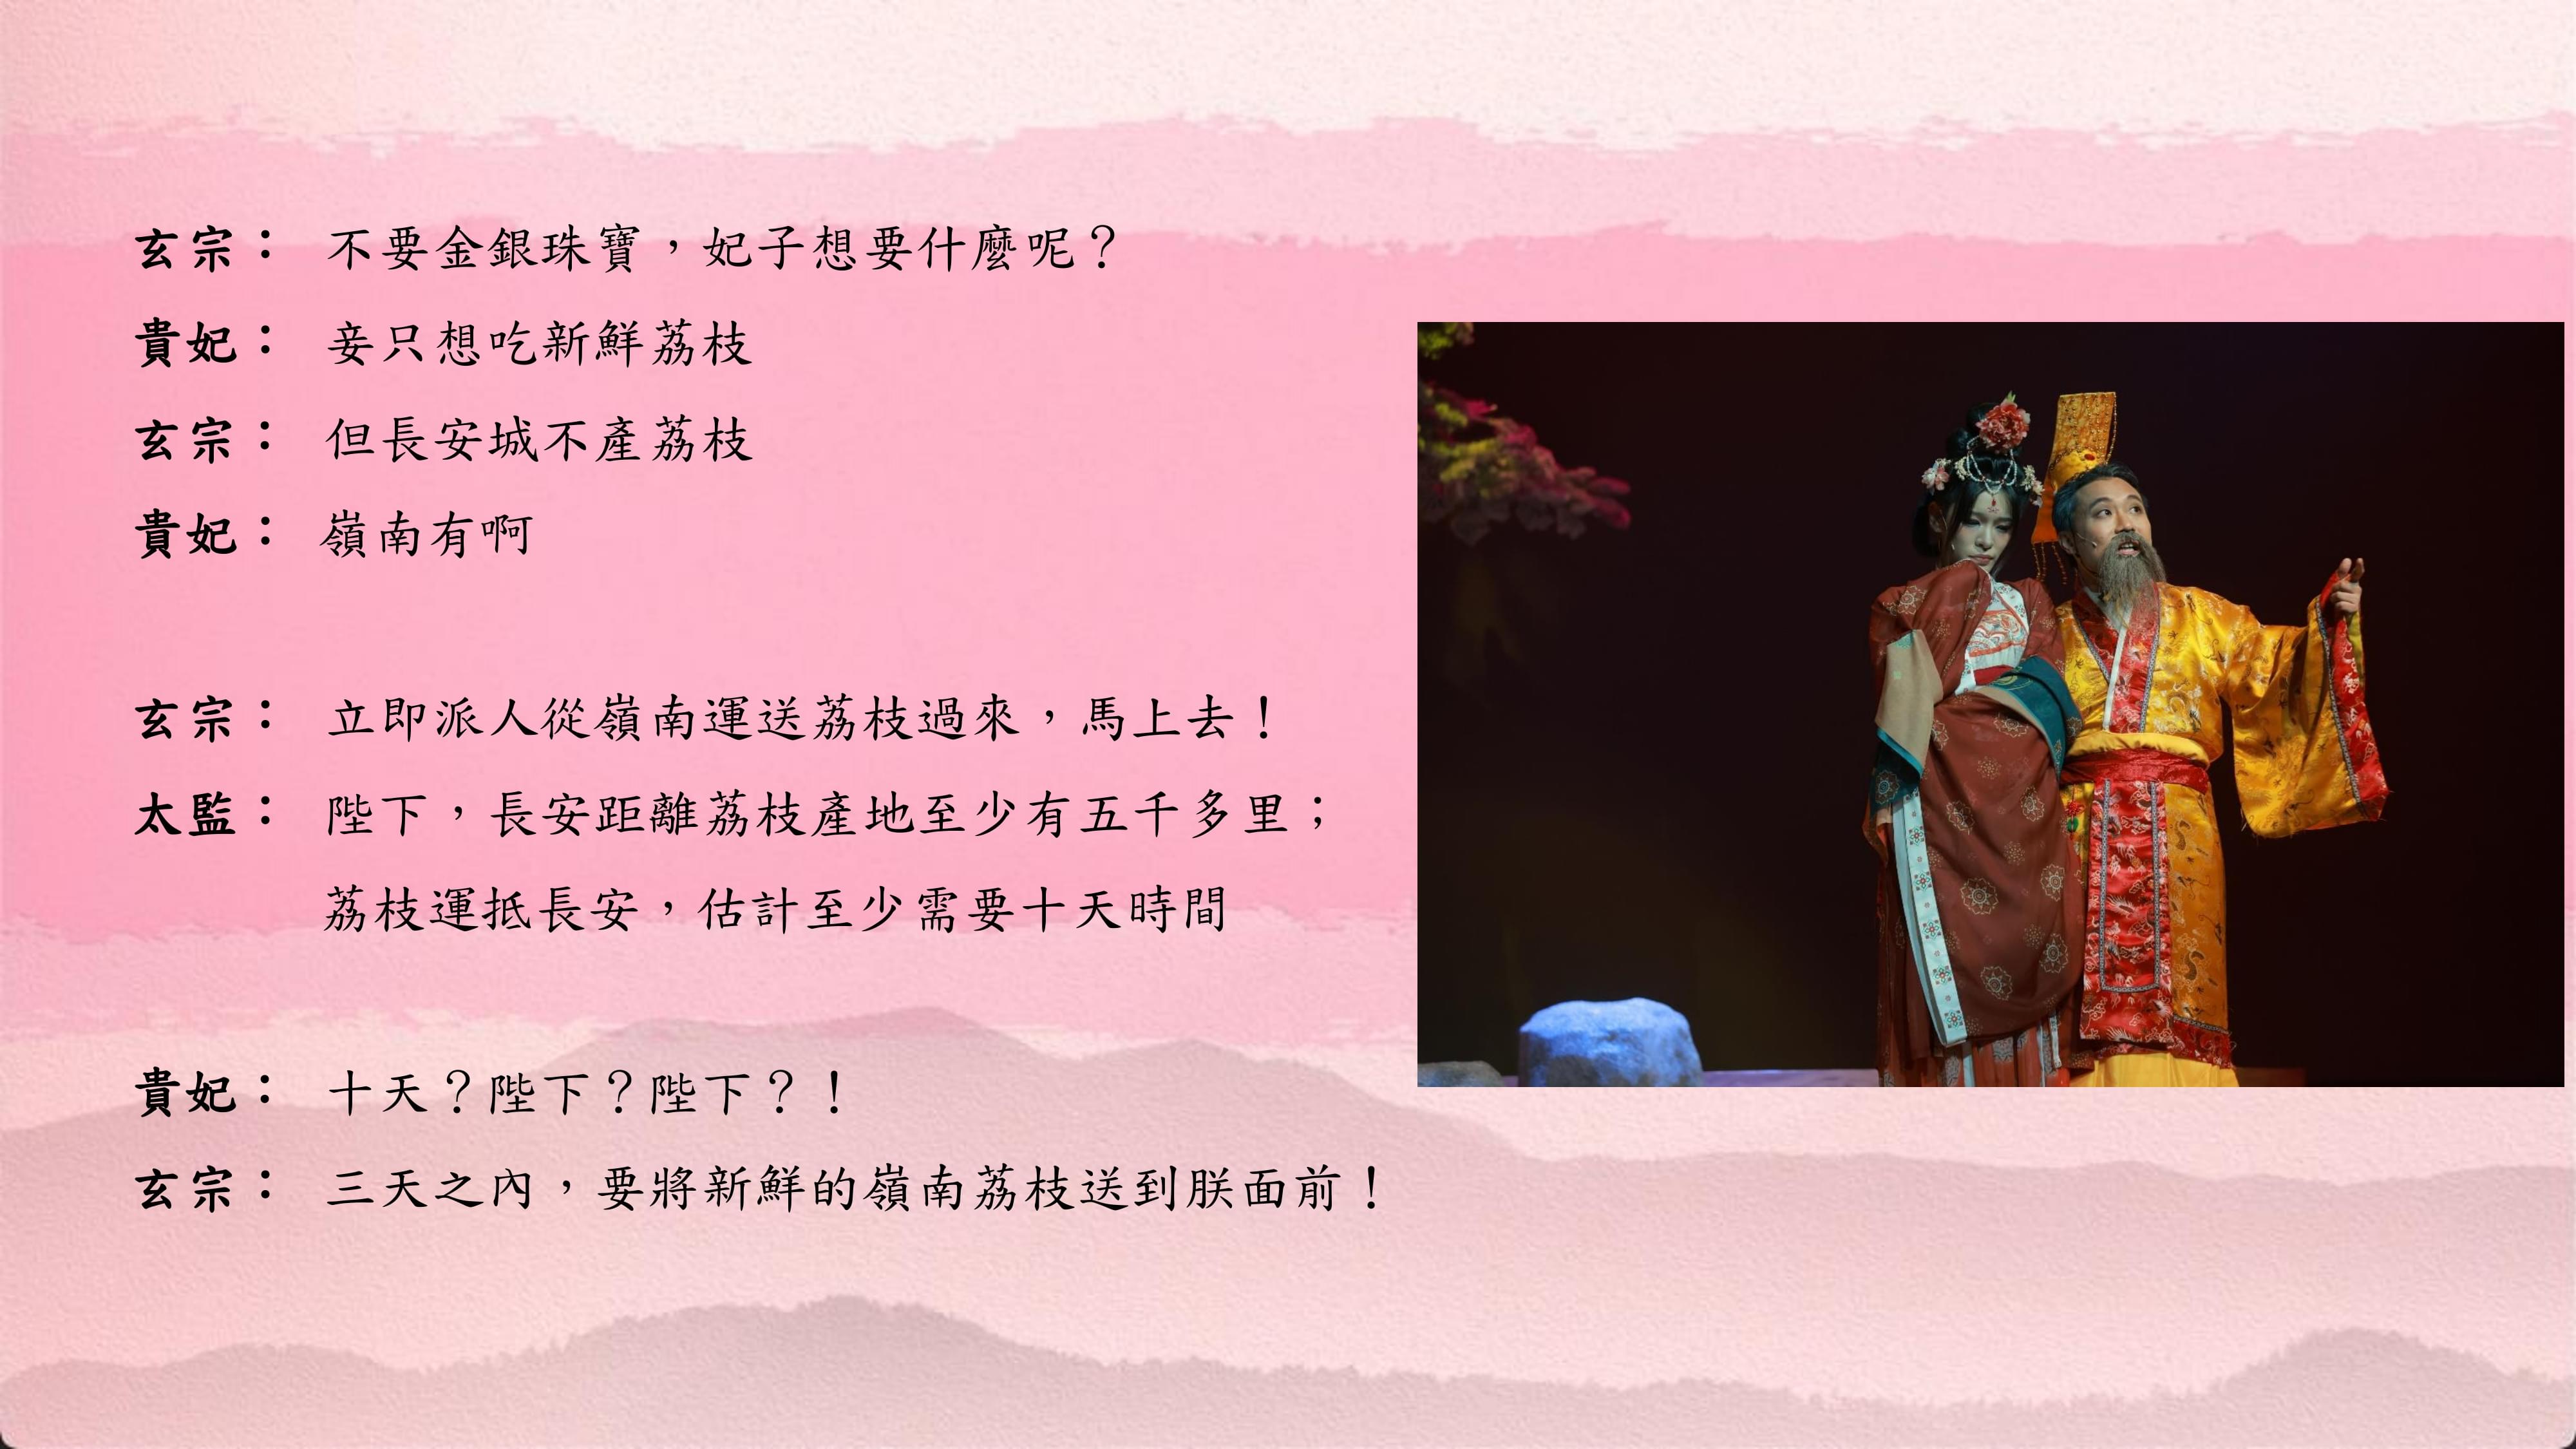 玄宗： 不要金銀珠寶，妃子想要什麼呢？
貴妃： 妾只想吃新鮮荔枝
玄宗： 但長安城不產荔枝
貴妃： 嶺南有啊
玄宗： 立即派人從嶺南運送荔枝過來，馬上去！
太監： 陛下，長安距離荔枝產地至少有五千多里；
荔枝運抵長安，估計至少需要十天時間
貴妃： 十天？陛下？陛下？！
玄宗： 三天之內，要將新鮮的嶺南荔枝送到朕面前！